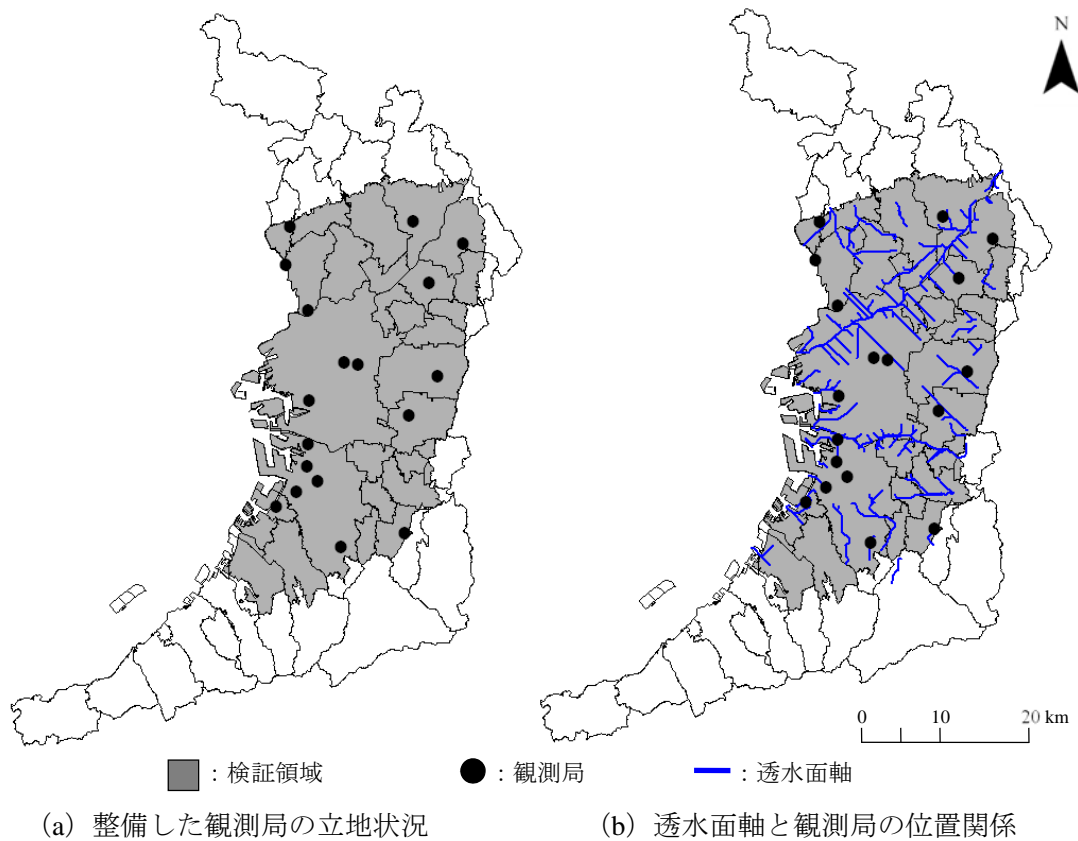 N
0 10 20 km
：検証領域 ：観測局 ：透水面軸
（a）整備した観測局の立地状況 （b）透水面軸と観測局の位置関係